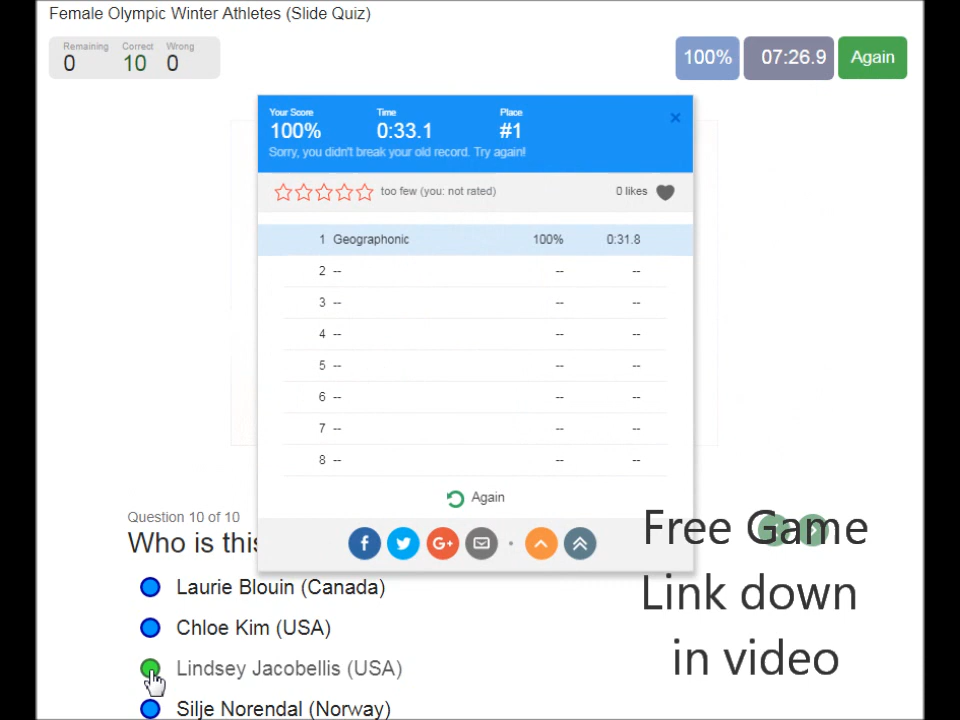 Female Olympic Winter Athletes (Slide Quiz)
Remaining Correct Wrong
0 10 0
100% 07:26.9 Again
Your Score Time Place
100% 0:33.1 #1
Sorry, you didn't break your old record. Try again!
too few (you: not rated) 0 likes
1 Geographonic 100% 0:31.8
2 -- -- --
3 -- -- --
4 -- -- --
5 -- -- --
6 -- -- --
7 -- -- --
8 -- -- --
Again
f G+
Question 10 of 10
Who is this
Laurie Blouin (Canada)
Chloe Kim (USA)
Lindsey Jacobellis (USA)
Silje Norendal (Norway)
Free Game
Link down
in video